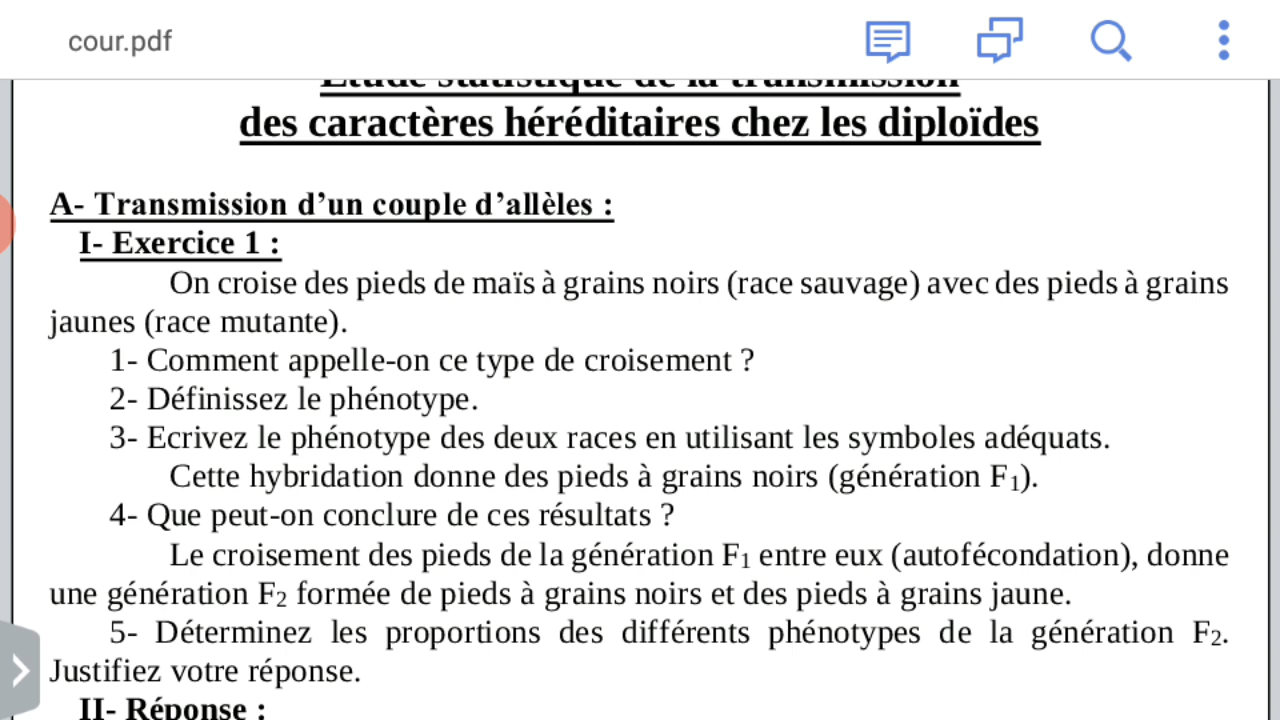 cour.pdf
Etude statistique de la transmission
des caractères héréditaires chez les diploïdes
A- Transmission d’un couple d’allèles :
I- Exercice 1 :
On croise des pieds de maïs à grains noirs (race sauvage) avec des pieds à grains
jaunes (race mutante).
1- Comment appelle-on ce type de croisement ?
2- Définissez le phénotype.
3- Ecrivez le phénotype des deux races en utilisant les symboles adéquats.
Cette hybridation donne des pieds à grains noirs (génération F₁).
4- Que peut-on conclure de ces résultats ?
Le croisement des pieds de la génération F₁ entre eux (autofécondation), donne
une génération F₂ formée de pieds à grains noirs et des pieds à grains jaune.
5- Déterminez les proportions des différents phénotypes de la génération F₂.
Justifiez votre réponse.
II- Réponse :